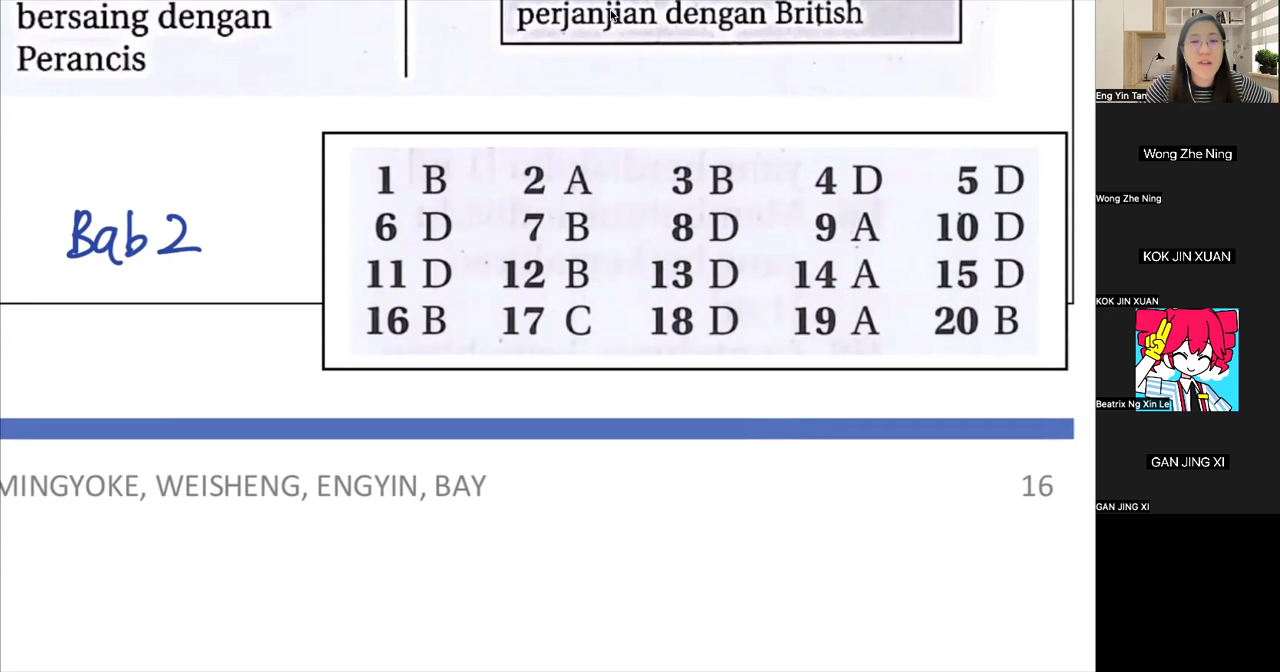 bersaing dengan
Perancis
perjanjian dengan British
Bab 2
1 B 2 A 3 B 4 D 5 D
6 D 7 B 8 D 9 A 10 D
11 D 12 B 13 D 14 A 15 D
16 B 17 C 18 D 19 A 20 B
MINGYOKE, WEISHENG, ENGYIN, BAY
16
Eng Yin Tan
Wong Zhe Ning
Wong Zhe Ning
KOK JIN XUAN
KOK JIN XUAN
Beatrix Ng Xin Le
GAN JING XI
GAN JING XI